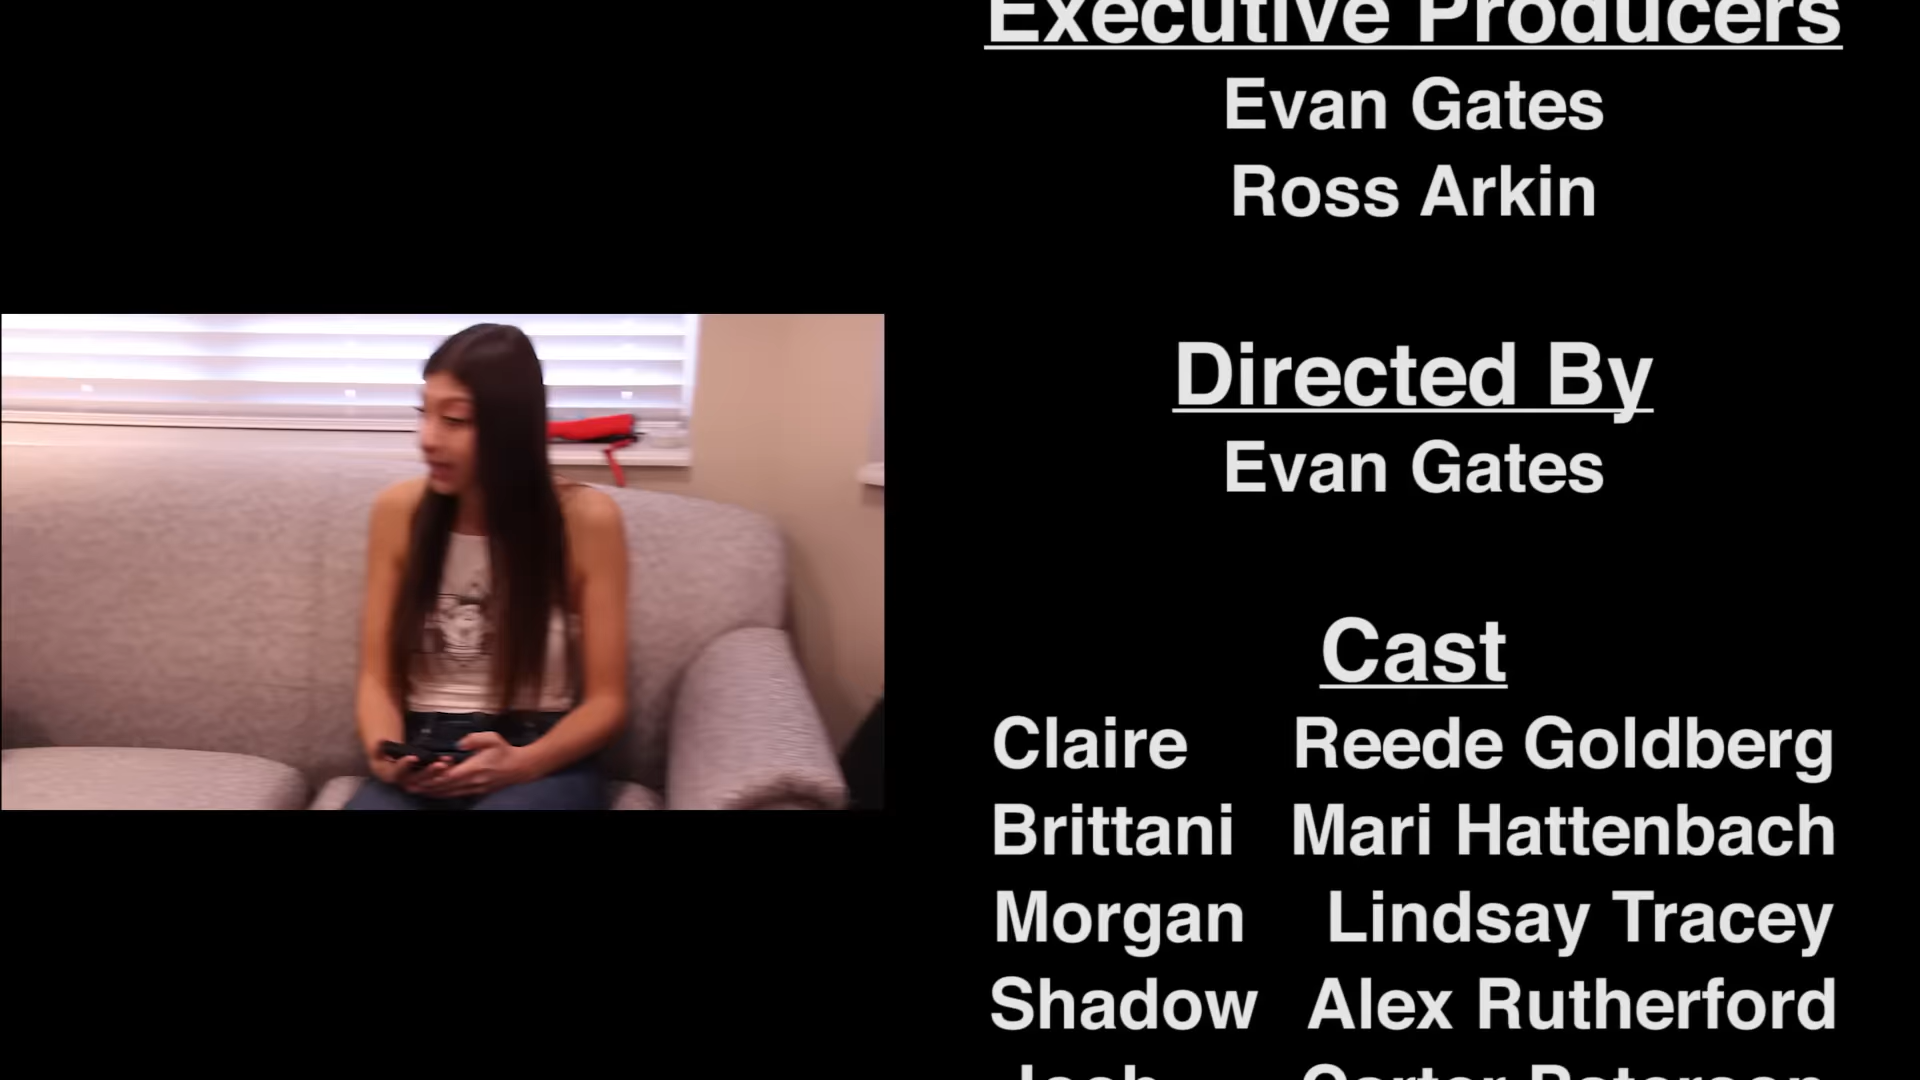 Executive Producers
Evan Gates
Ross Arkin
Directed By
Evan Gates
Cast
Claire Reede Goldberg
Brittani Mari Hattenbach
Morgan Lindsay Tracey
Shadow Alex Rutherford